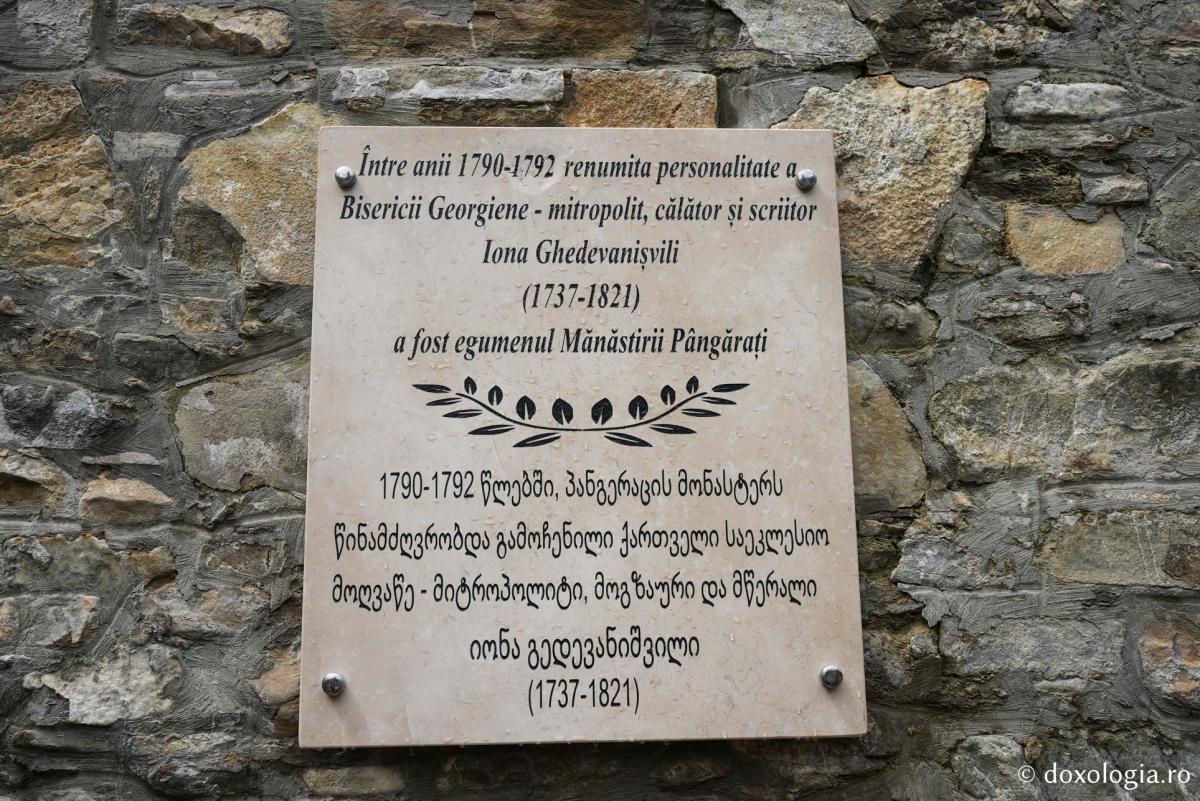 Între anii 1790-1792 renumita personalitate a
Bisericii Georgiene - mitropolit, călător și scriitor
Iona Ghedevanișvili
(1737-1821)
a fost egumenul Mănăstirii Pângărați
1790-1792 წლებში, პანგერაცის მონასტერს
წინამძღვრობდა გამოჩენილი ქართველი საეკლესიო
მოღვაწე - მიტროპოლიტი, მოგზაური და მწერალი
იონა გედევანიშვილი
(1737-1821)
© doxologia.ro